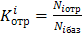 K^i_отр = N_iотр / N_iбаз